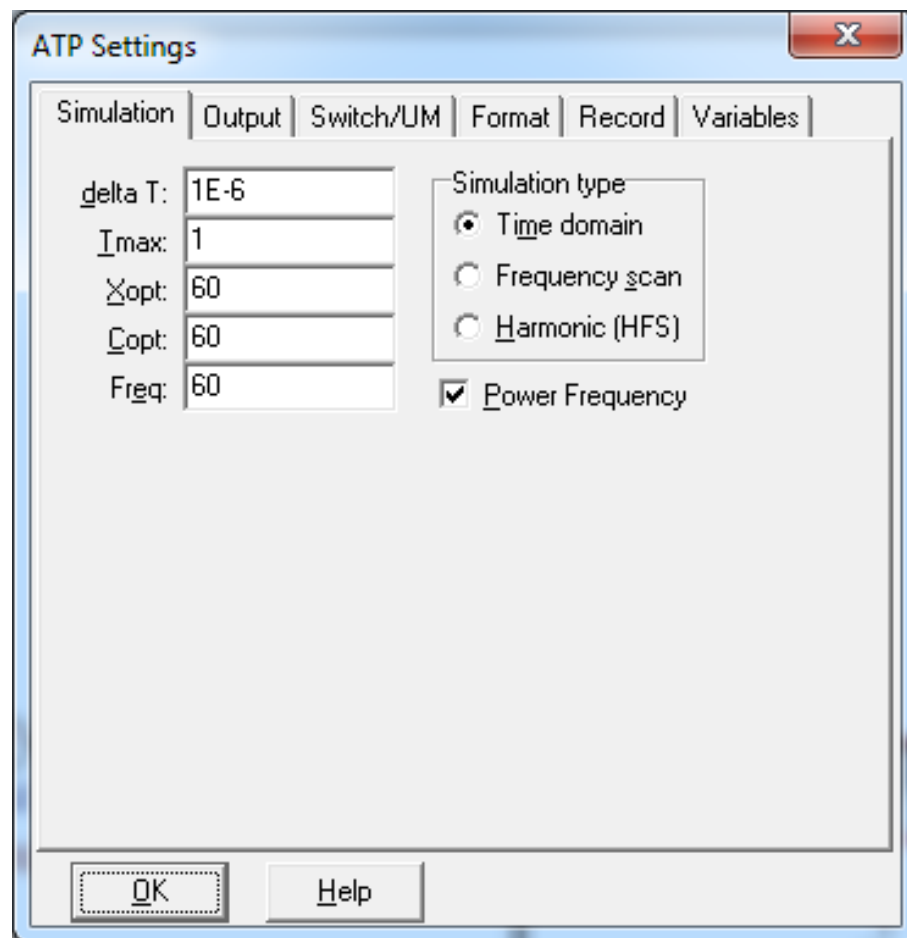 ATP Settings
Simulation Output Switch/UM Format Record Variables
delta T: 1E-6
Tmax: 1
Xopt: 60
Copt: 60
Freq: 60
Simulation type
Time domain
Frequency scan
Harmonic (HFS)
Power Frequency
OK Help